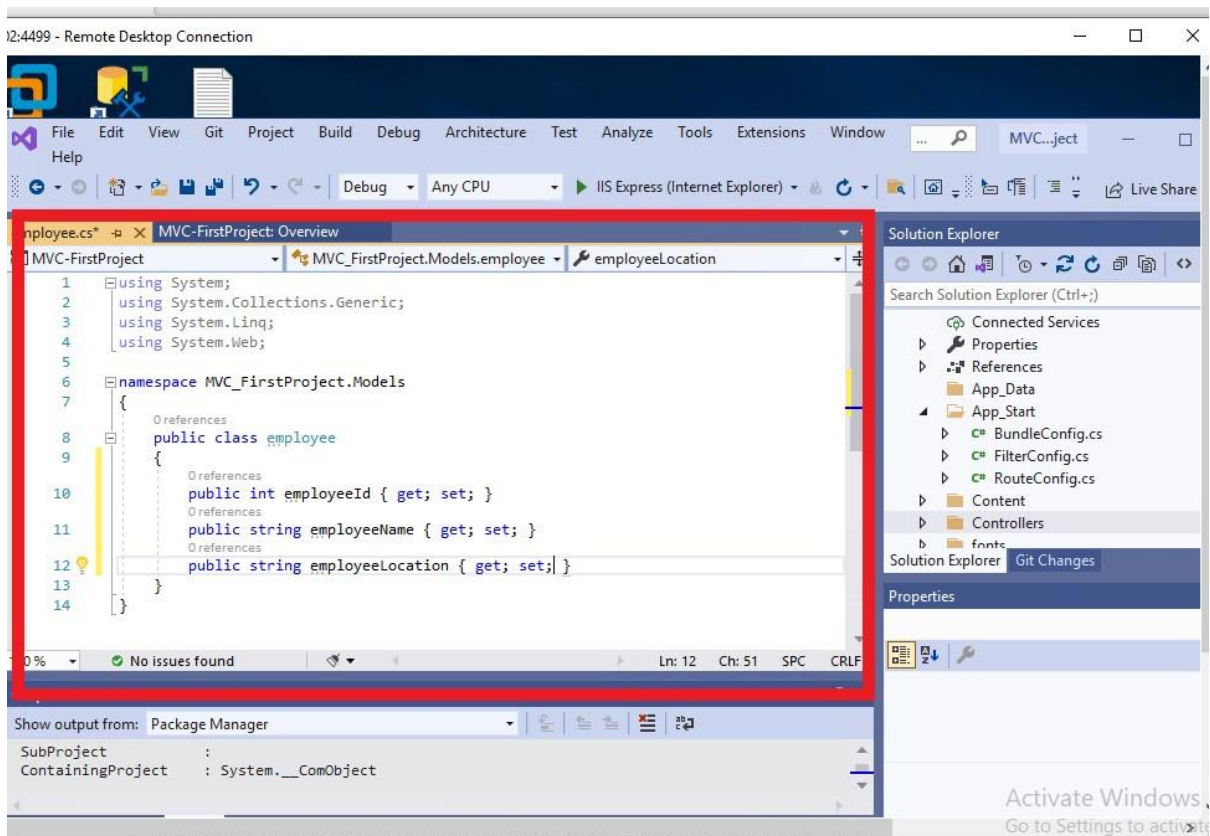 02:4499 - Remote Desktop Connection
File Edit View Git Project Build Debug Architecture Test Analyze Tools Extensions Window ... MVC...ject
Help
Debug Any CPU IIS Express (Internet Explorer) Live Share
mployee.cs* MVC-FirstProject: Overview
MVC-FirstProject MVC_FirstProject.Models.employee employeeLocation
1 using System;
2 using System.Collections.Generic;
3 using System.Linq;
4 using System.Web;
5
6 namespace MVC_FirstProject.Models
7 {
0 references
8 public class employee
9 {
0 references
10 public int employeeId { get; set; }
0 references
11 public string employeeName { get; set; }
0 references
12 public string employeeLocation { get; set; }
13 }
14 }
0 % No issues found Ln: 12 Ch: 51 SPC CRLF
Show output from: Package Manager
SubProject :
ContainingProject : System.__ComObject
Solution Explorer
Search Solution Explorer (Ctrl+;)
Connected Services
Properties
References
App_Data
App_Start
C# BundleConfig.cs
C# FilterConfig.cs
C# RouteConfig.cs
Content
Controllers
fonts
Solution Explorer Git Changes
Properties
Activate Windows
Go to Settings to activate